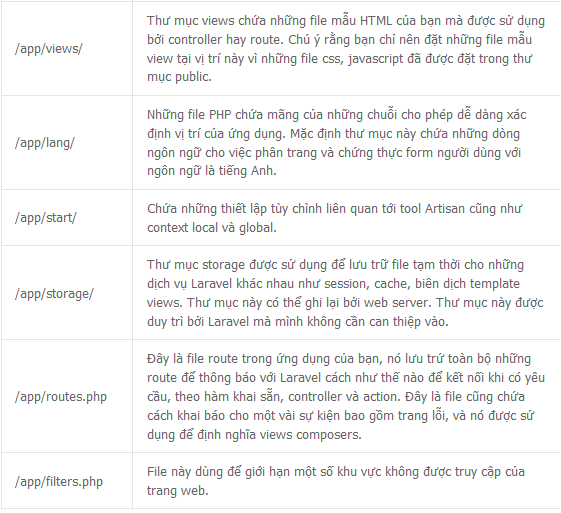 Thư mục views chứa những file mẫu HTML của bạn mà được sử dụng
/app/views/
bởi controller hay route. Chú ý rằng bạn chỉ nên đặt những file mẫu
view tại vị trí này vì những file css, javascript đã được đặt trong thư
mục public.
Những file PHP chứa mãng của những chuỗi cho phép dễ dàng xác
định vị trí của ứng dụng. Mặc định thư mục này chứa những dòng
/app/lang/
ngôn ngữ cho việc phân trang và chứng thực form người dùng với
ngôn ngữ là tiếng Anh.
/app/start/
Chứa những thiết lập tùy chỉnh liên quan tới tool Artisan cũng như
context local và global.
Thư mục storage được sử dụng để lưu trữ file tạm thời cho những
dịch vụ Laravel khác nhau như session, cache, biên dịch template
/app/storage/
views. Thư mục này có thể ghi lại bởi web server. Thư mục này được
duy trì bởi Laravel mà mình không cần can thiệp vào.
Đây là file route trong ứng dụng của bạn, nó lưu trứ toàn bộ những
route để thông báo với Laravel cách như thế nào để kết nối khi có yêu
/app/routes.php
cầu, theo hàm khai sẵn, controller và action. Đây là file cũng chứa
cách khai báo cho một vài sự kiện bao gồm trang lỗi, và nó được sử
dụng để định nghĩa views composers.
/app/filters.php
File này dùng để giới hạn một số khu vực không được truy cập của
trang web.